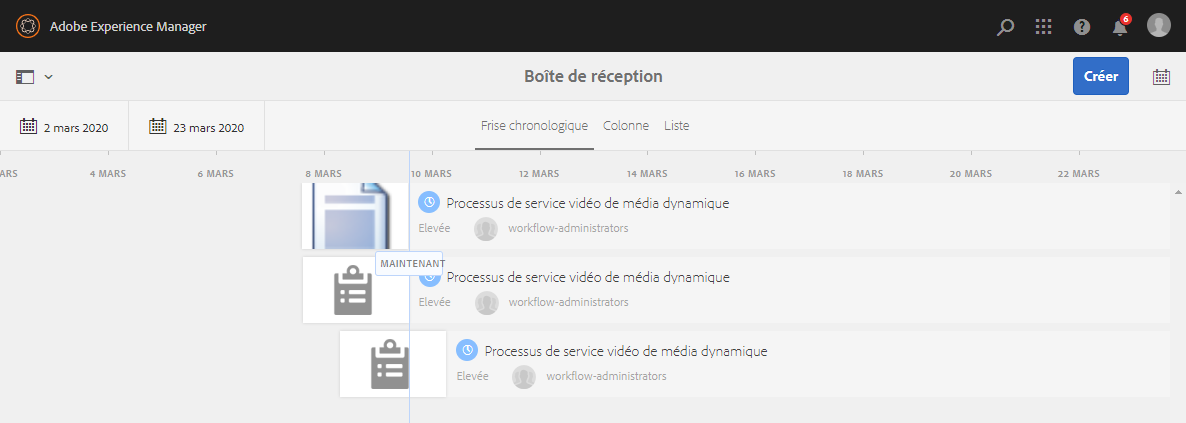 Adobe Experience Manager
6
Boîte de réception
Créer
2 mars 2020
23 mars 2020
Frise chronologique Colonne Liste
ARS 4 MARS 6 MARS 8 MARS 10 MARS 12 MARS 14 MARS 16 MARS 18 MARS 20 MARS 22 MARS
Processus de service vidéo de média dynamique
Elevée workflow-administrators
MAINTENANT
Processus de service vidéo de média dynamique
Elevée workflow-administrators
Processus de service vidéo de média dynamique
Elevée workflow-administrators